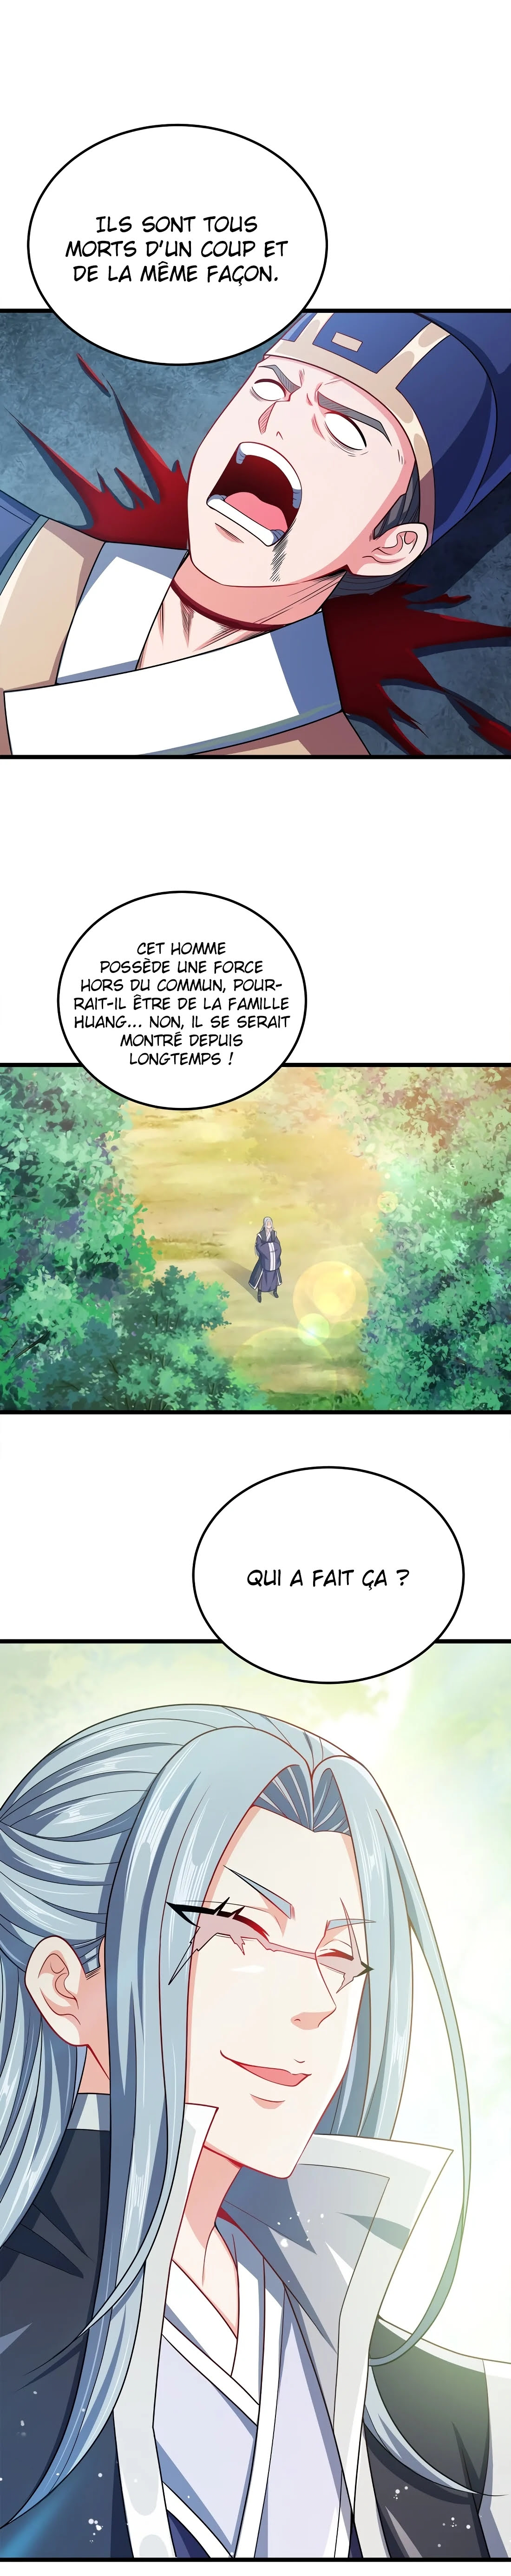 ILS SONT TOUS
MORTS D'UN COUP ET
DE LA MÊME FAÇON.
CET HOMME
POSSÈDE UNE FORCE
HORS DU COMMUN, POUR-
RAIT-IL ÊTRE DE LA FAMILLE
HUANG... NON, IL SE SERAIT
MONTRÉ DEPUIS
LONGTEMPS !
QUI A FAIT ÇA ?